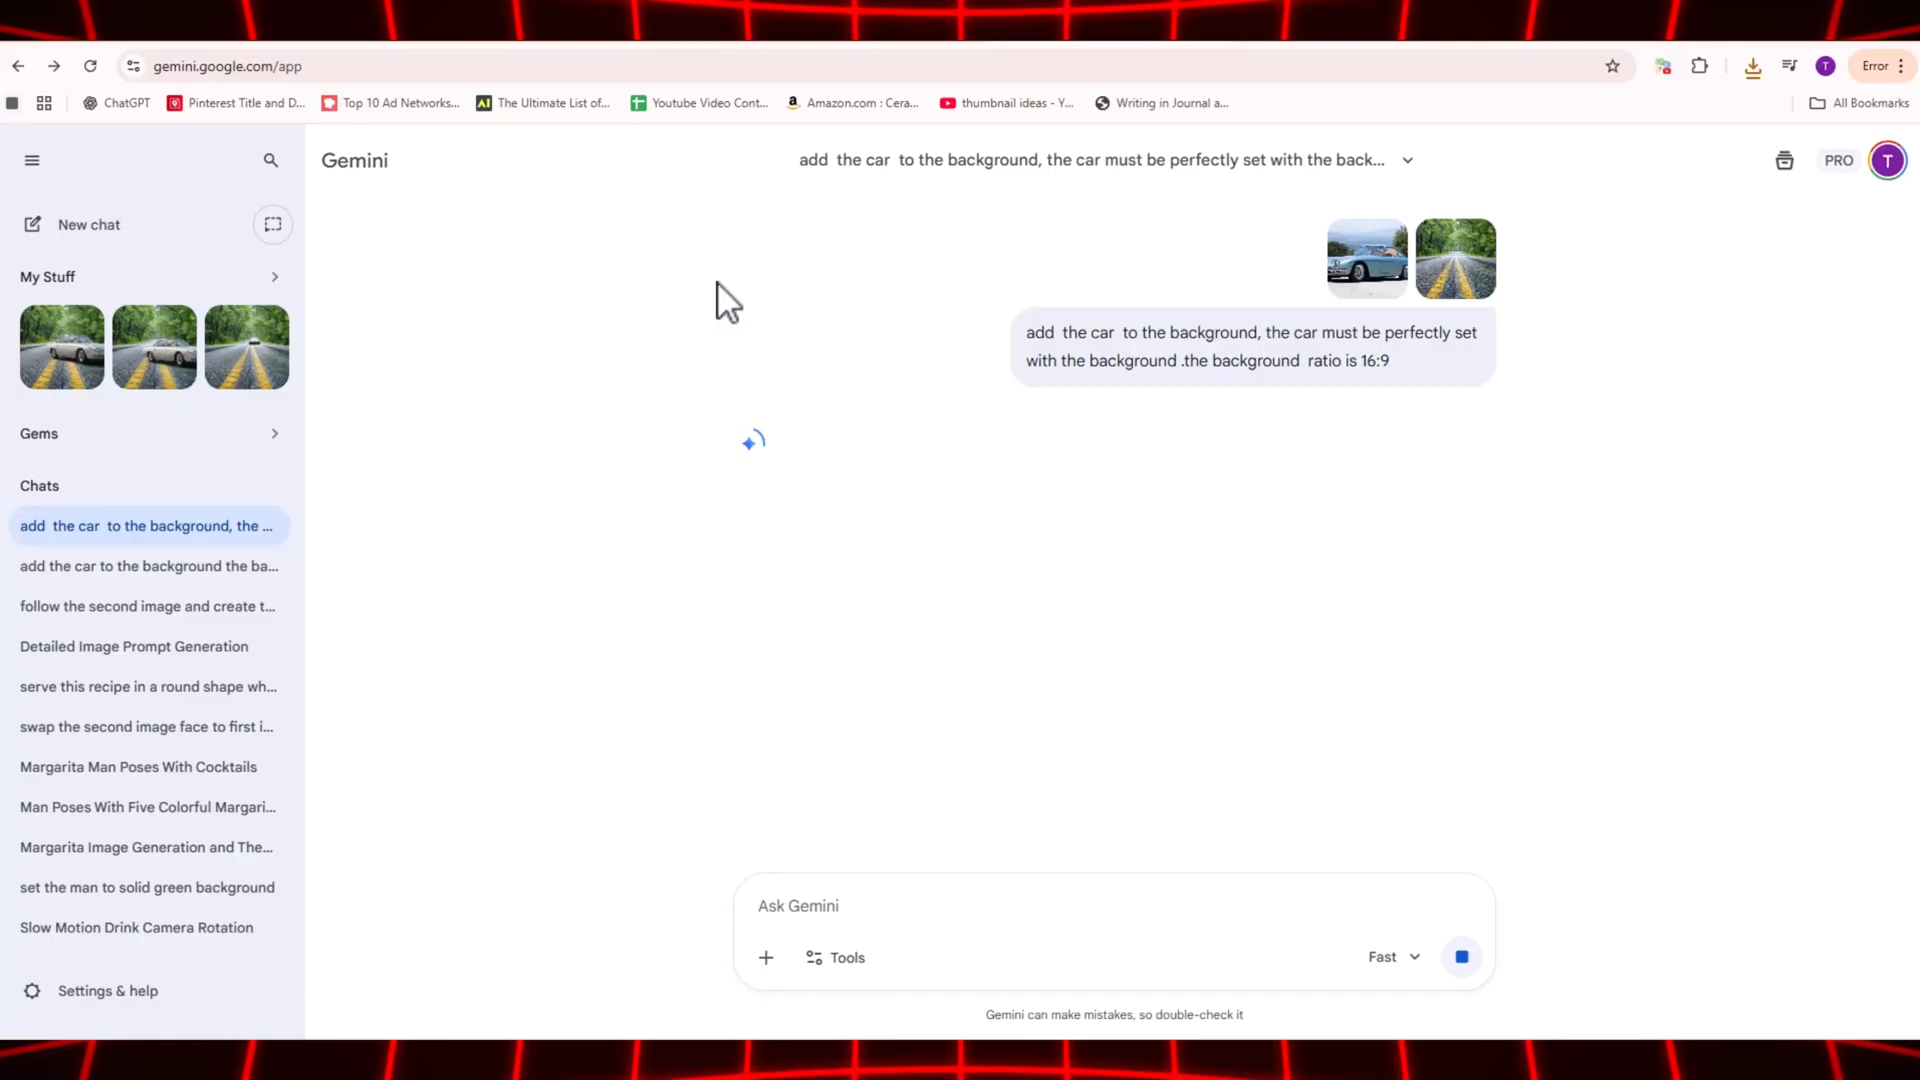 gemini.google.com/app
Error
ChatGPT
Pinterest Title and D...
Top 10 Ad Networks...
The Ultimate List of...
Youtube Video Cont...
Amazon.com : Cera...
thumbnail ideas - Y...
Writing in Journal a...
All Bookmarks
Gemini
add  the car  to the background, the car must be perfectly set with the back...
PRO
T
New chat
My Stuff
add  the car  to the background, the car must be perfectly set
with the background .the background  ratio is 16:9
Gems
Chats
add  the car  to the background, the ...
add the car to the background the ba...
follow the second image and create t...
Detailed Image Prompt Generation
serve this recipe in a round shape wh...
swap the second image face to first i...
Margarita Man Poses With Cocktails
Man Poses With Five Colorful Margari...
Margarita Image Generation and The...
set the man to solid green background
Slow Motion Drink Camera Rotation
Ask Gemini
Tools
Fast
Settings & help
Gemini can make mistakes, so double-check it